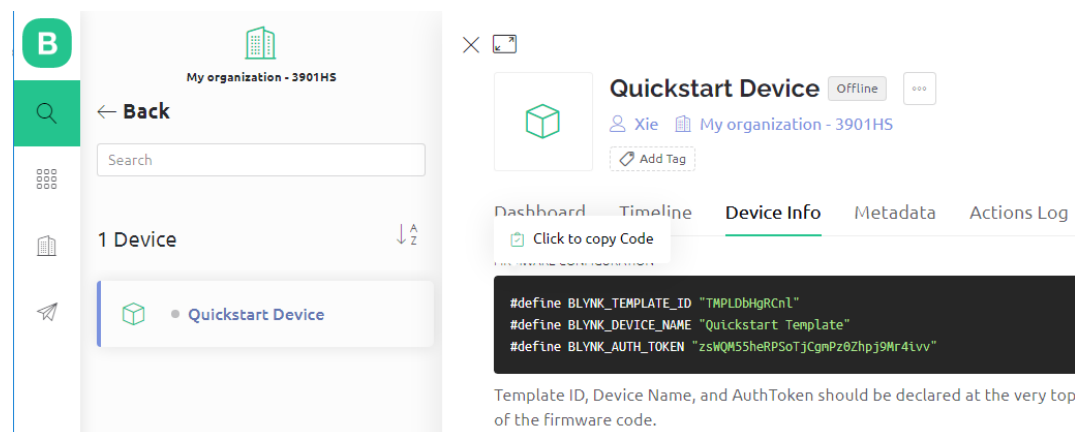 B
My organization - 3901HS
← Back
Search
1 Device
A
Z
Quickstart Device
Quickstart Device
Offline
Xie
My organization - 3901HS
Add Tag
Dashboard
Timeline
Device Info
Metadata
Actions Log
Click to copy Code
FIRMWARE CONFIGURATION
#define BLYNK_TEMPLATE_ID "TMPLDbHgRCnl"
#define BLYNK_DEVICE_NAME "Quickstart Template"
#define BLYNK_AUTH_TOKEN "zsWQM55heRPSoTjCgmPz0Zhpj9Mr4ivv"
Template ID, Device Name, and AuthToken should be declared at the very top
of the firmware code.